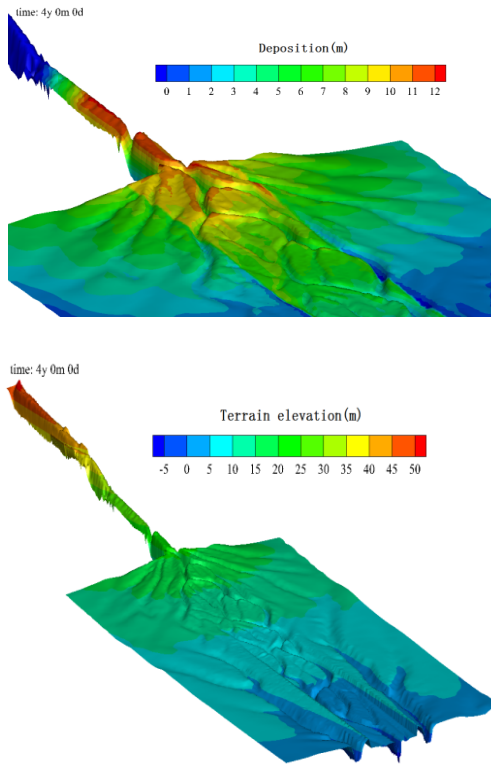 time: 4y 0m 0d
Deposition(m)
0 1 2 3 4 5 6 7 8 9 10 11 12
time: 4y 0m 0d
Terrain elevation(m)
-5 0 5 10 15 20 25 30 35 40 45 50